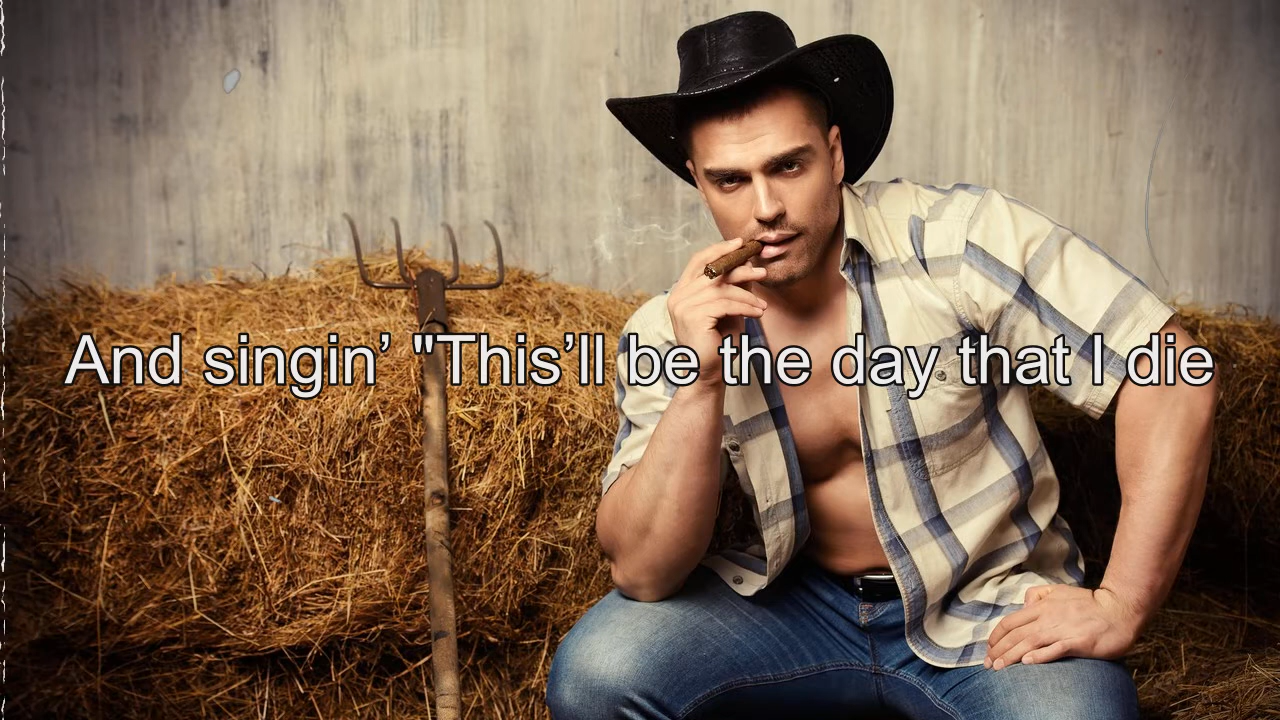 And singin’ "This’ll be the day that I die